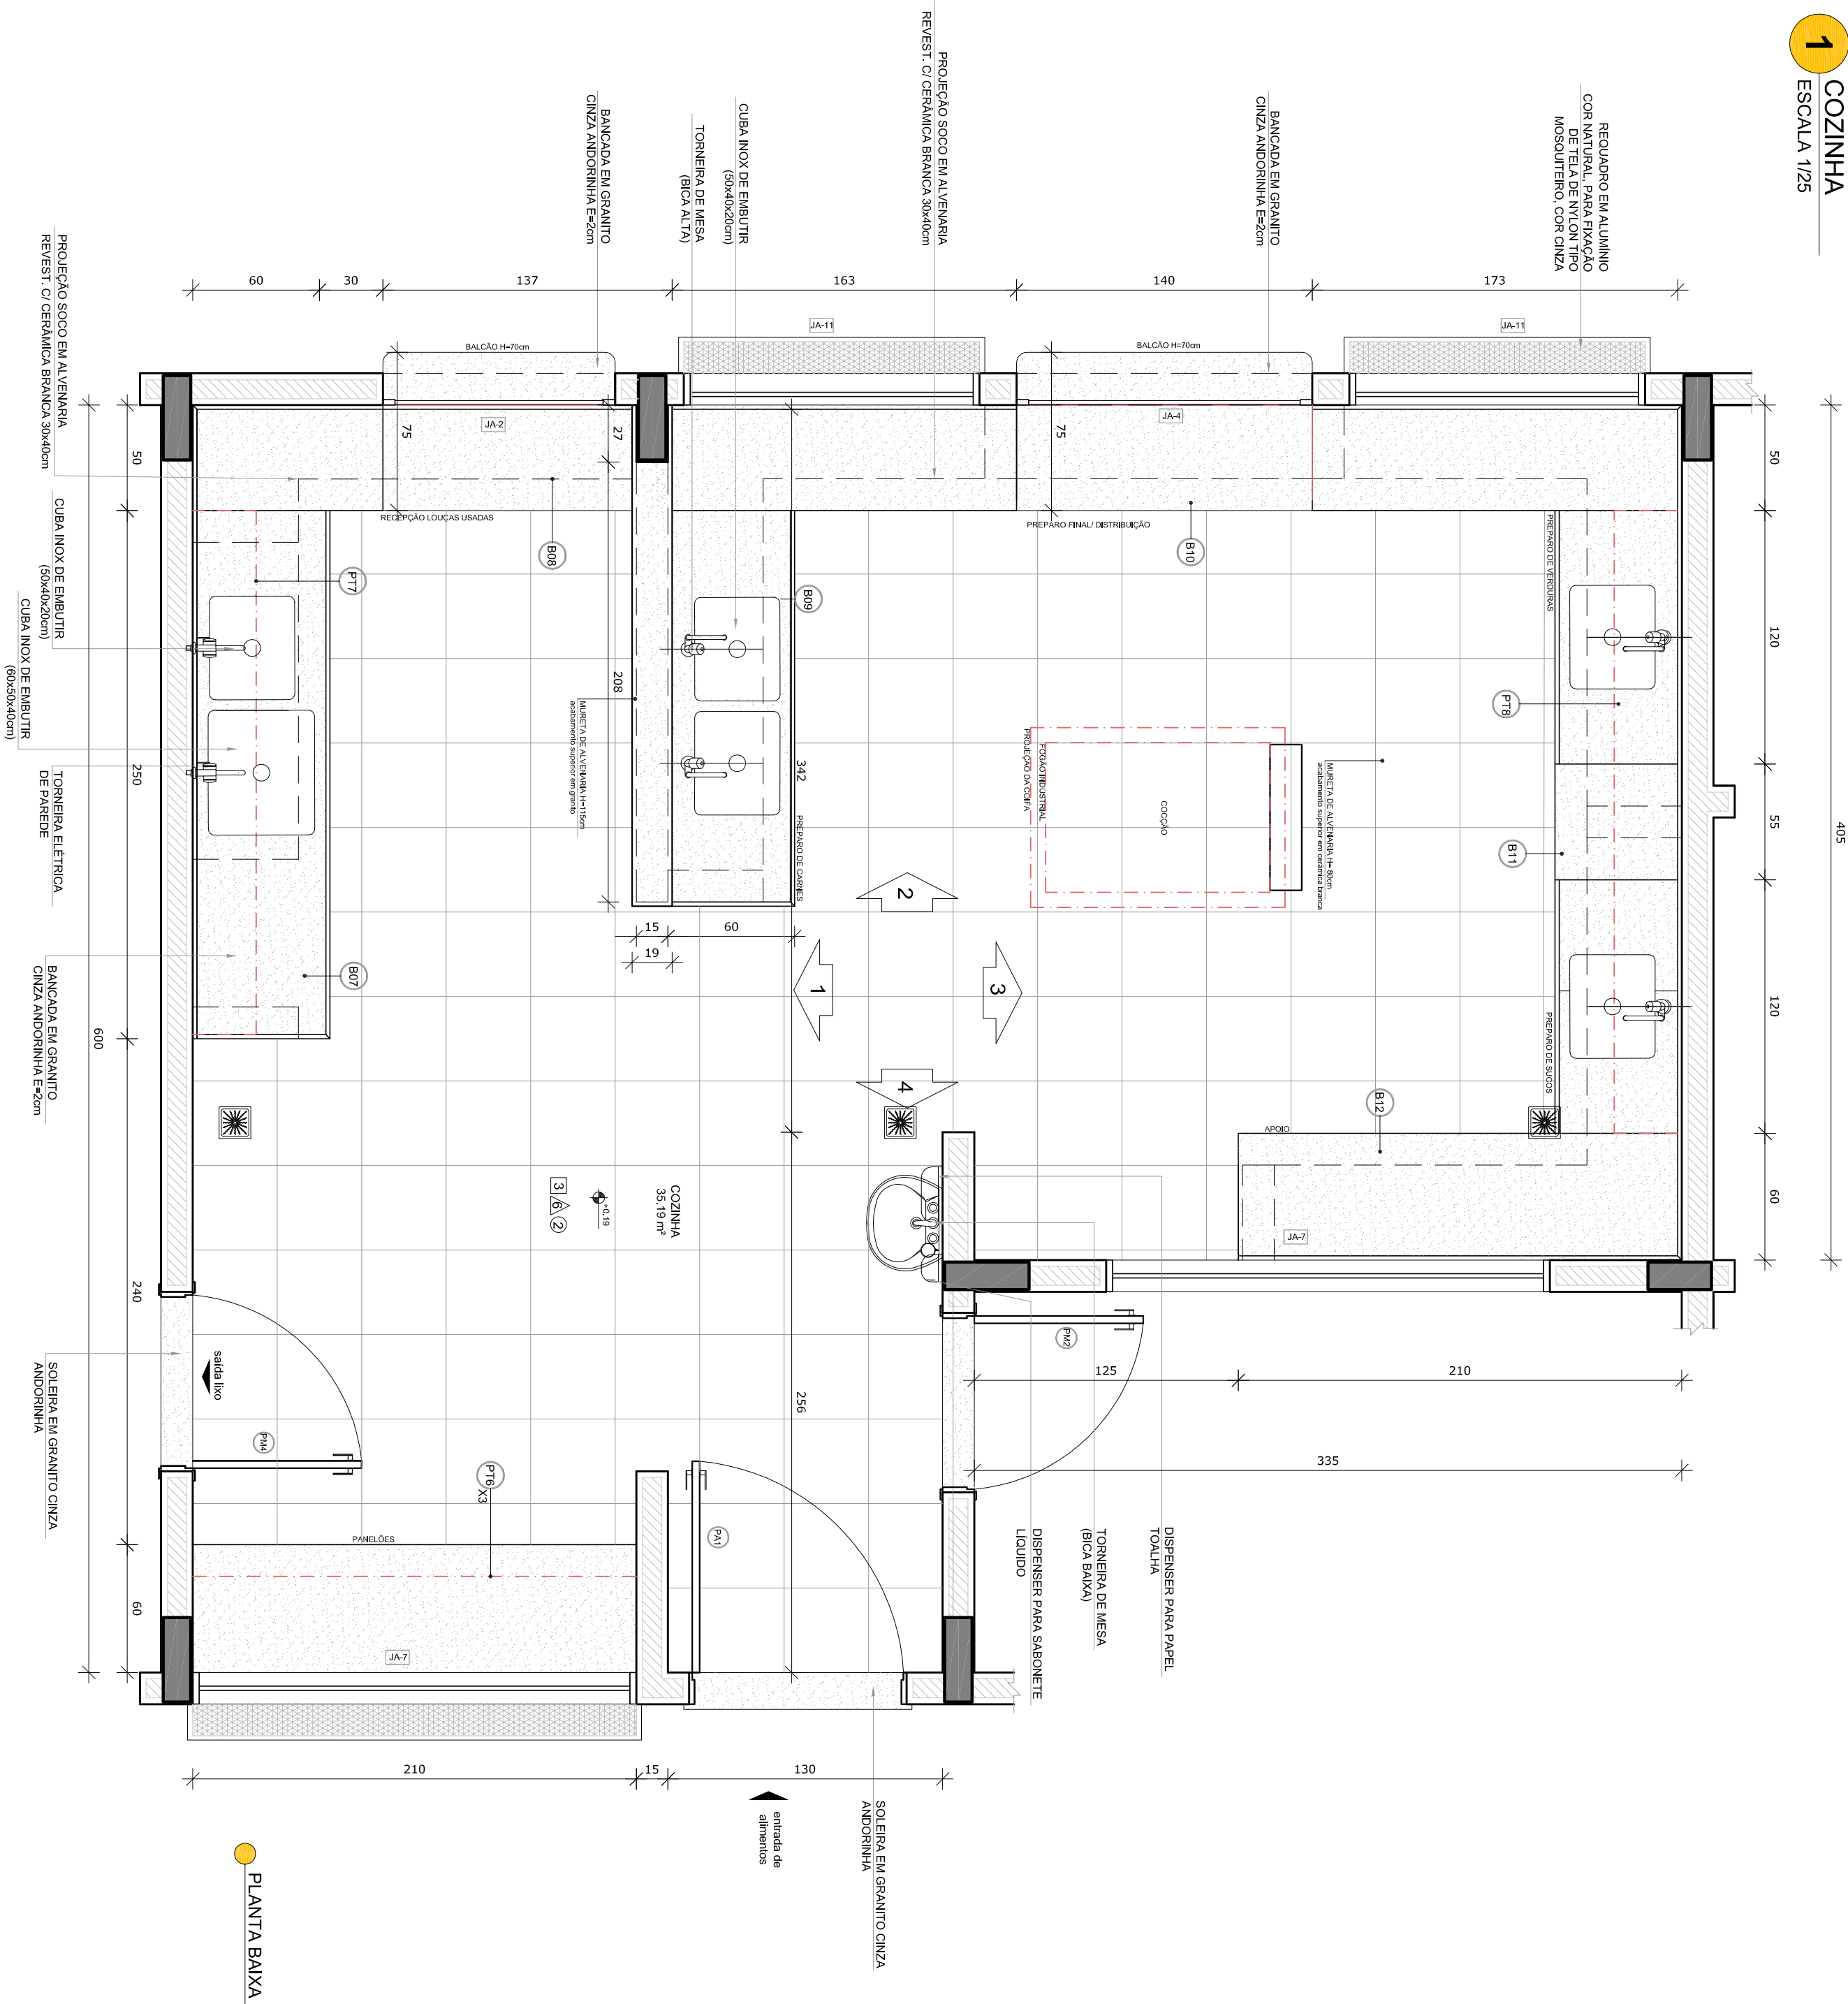 1
COZINHA
ESCALA 1/25
REQUADRO EM ALUMÍNIO
COR NATURAL, PARA FIXAÇÃO
DE TELA DE NYLON TIPO
MOSQUITEIRO, COR CINZA
BANCADA EM GRANITO
CINZA ANDORINHA E=2cm
PROJEÇÃO SOCO EM ALVENARIA
REVEST. C/ CERÂMICA BRANCA 30x40cm
CUBA INOX DE EMBUTIR
(50x40x20cm)
TORNEIRA DE MESA
(BICA ALTA)
BANCADA EM GRANITO
CINZA ANDORINHA E=2cm
PROJEÇÃO SOCO EM ALVENARIA
REVEST. C/ CERÂMICA BRANCA 30x40cm
60
30
137
163
140
173
JA-11
JA-11
BALCÃO H=70cm
BALCÃO H=70cm
JA-2
JA-4
75
27
75
50
50
405
RECEPÇÃO LOUÇAS USADAS
PREPARO FINAL/ DISTRIBUIÇÃO
B08
B10
PT7
B09
PREPARO DE VERDURAS
120
PT8
CUBA INOX DE EMBUTIR
(50x40x20cm)
CUBA INOX DE EMBUTIR
(60x50x40cm)
208
MURETA DE ALVENARIA H=115cm
acabamento superior em granito
342
PREPARO DE CARNES
FOGÃO INDUSTRIAL
PROJEÇÃO DA COIFA
COCÇÃO
MURETA DE ALVENARIA H= 80cm
acabamento superior em cerâmica branca
55
B11
250
TORNEIRA ELÉTRICA
DE PAREDE
2
15
60
19
1
3
4
B07
120
PREPARO DE SUCOS
600
BANCADA EM GRANITO
CINZA ANDORINHA E=2cm
B12
APOIO
60
JA-7
COZINHA
35.19 m²
+0,19
3
6
2
240
saída lixo
PM2
125
210
256
335
PM4
SOLEIRA EM GRANITO CINZA
ANDORINHA
PT6
X3
PA1
PANELÕES
60
JA-7
DISPENSER PARA PAPEL
TOALHA
TORNEIRA DE MESA
(BICA BAIXA)
DISPENSER PARA SABONETE
LÍQUIDO
210
15
130
entrada de
alimentos
SOLEIRA EM GRANITO CINZA
ANDORINHA
PLANTA BAIXA